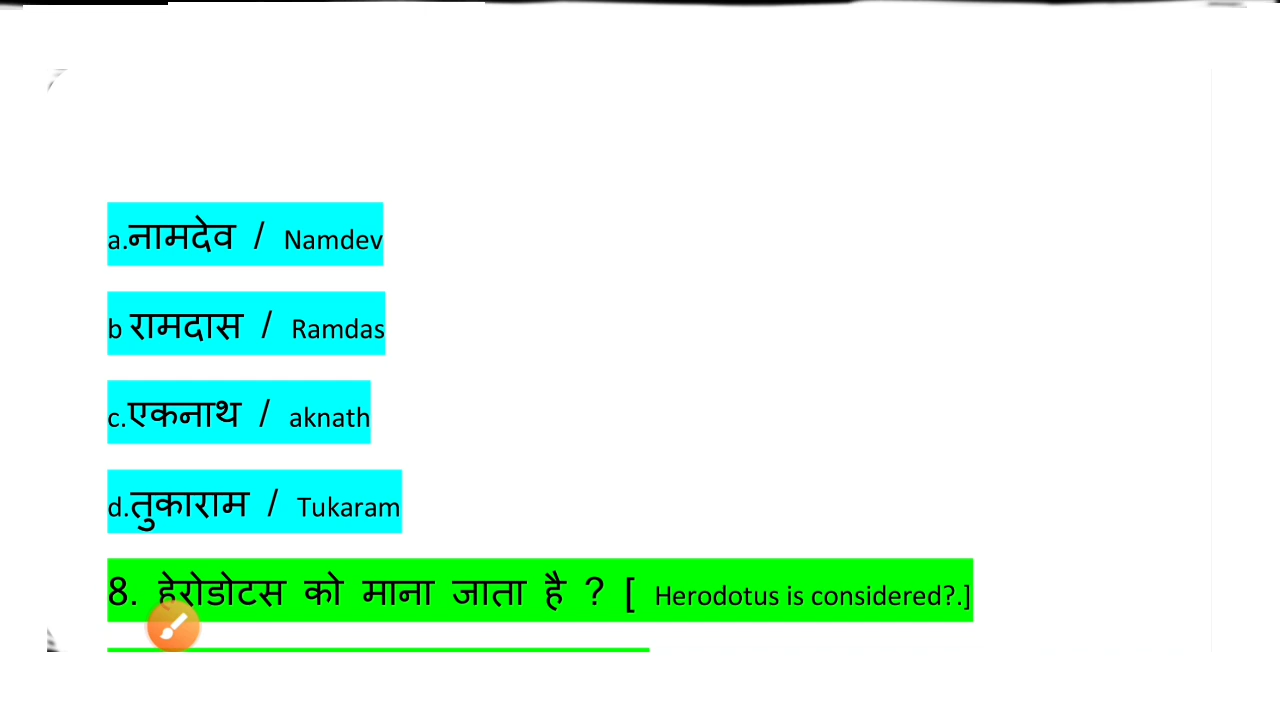 a.नामदेव / Namdev
b रामदास / Ramdas
c.एकनाथ / aknath
d.तुकाराम / Tukaram
8. हेरोडोटस को माना जाता है ? [ Herodotus is considered?.]